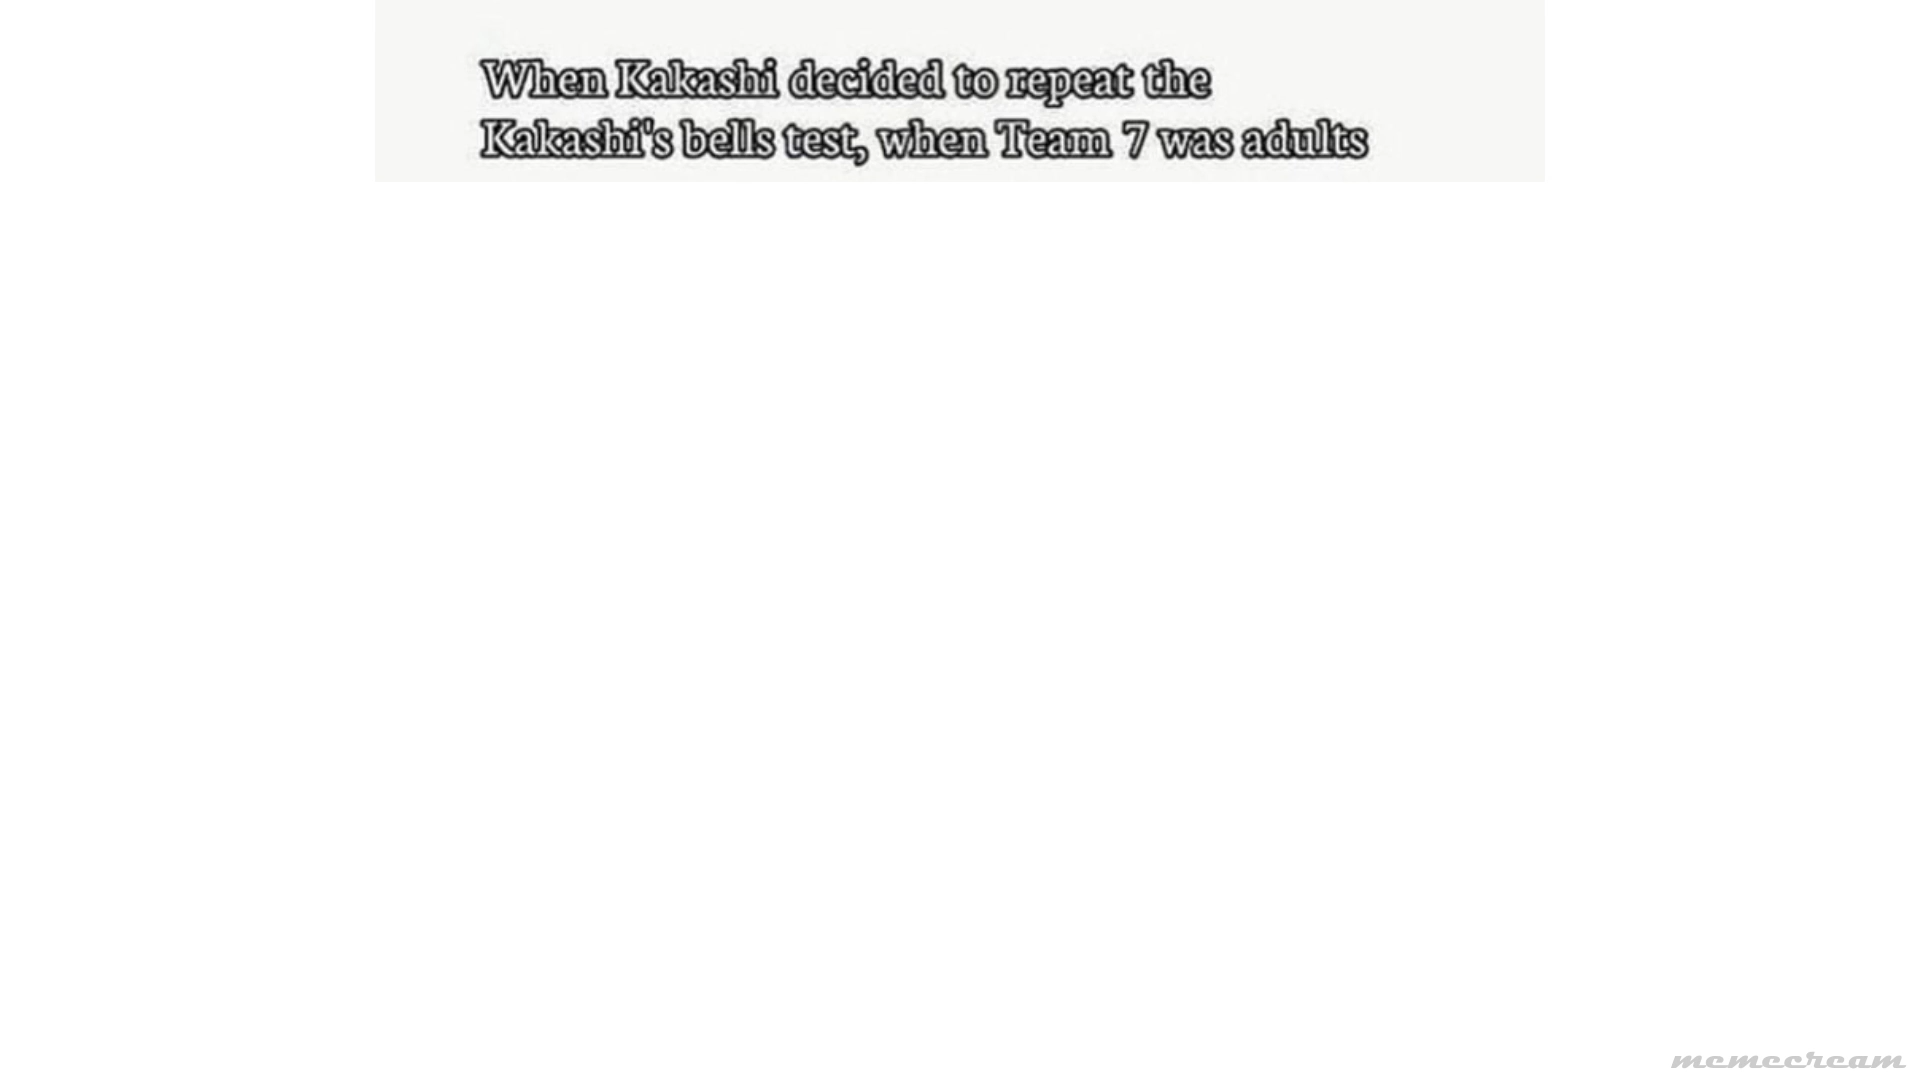 When Kakashi decided to repeat the
Kakashi's bells test, when Team 7 was adults
memecream